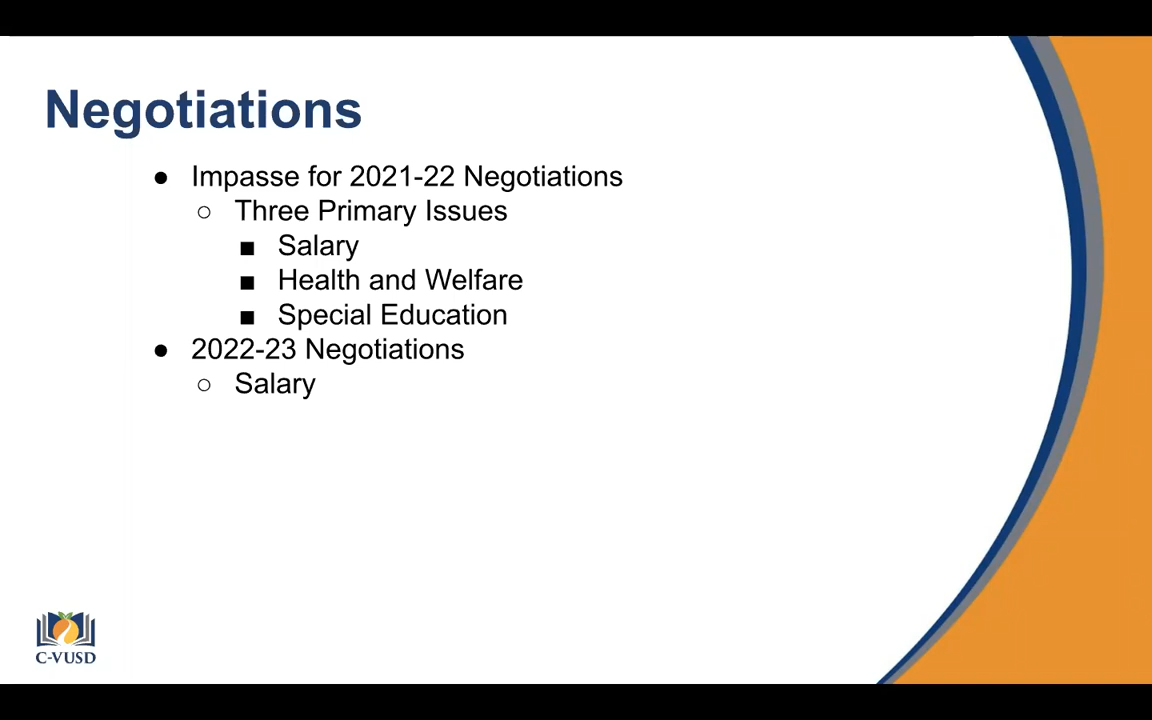 Negotiations
● Impasse for 2021-22 Negotiations
○ Three Primary Issues
■ Salary
■ Health and Welfare
■ Special Education
● 2022-23 Negotiations
○ Salary
C-VUSD